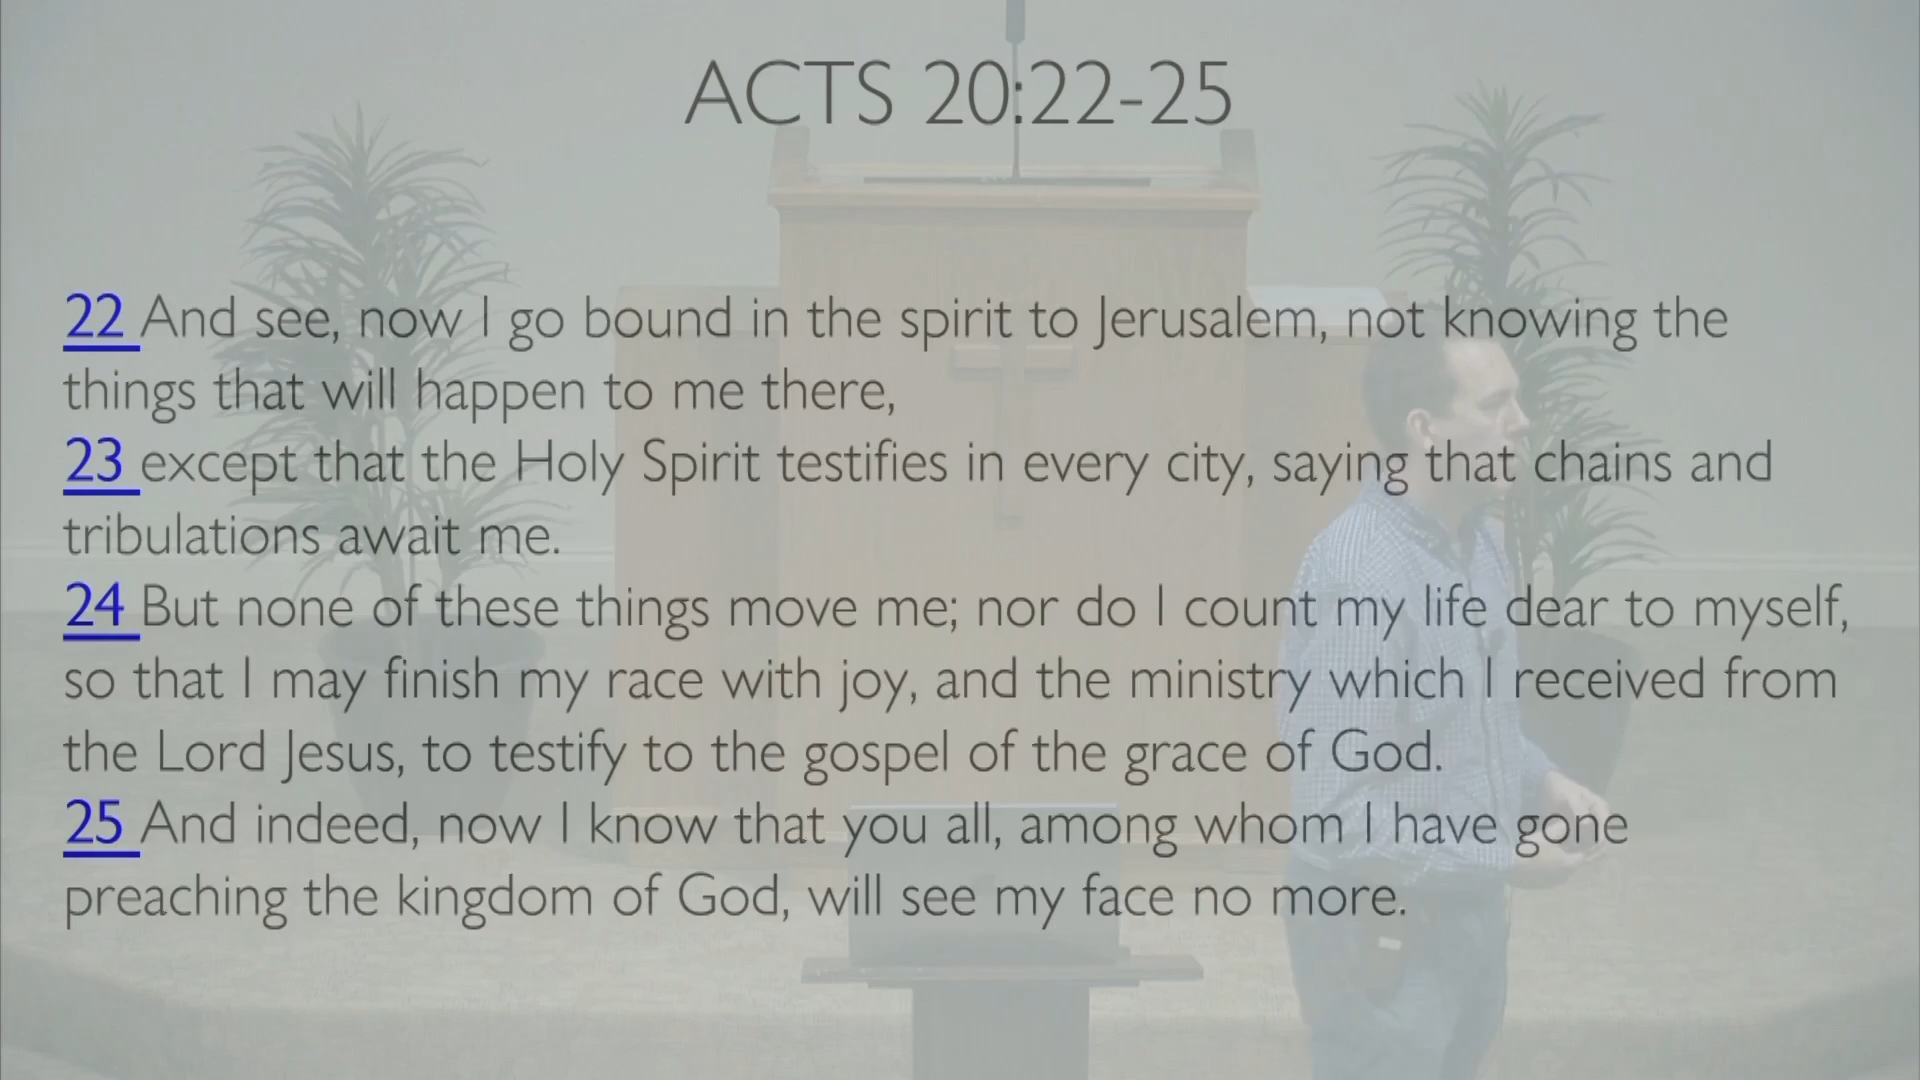 ACTS 20:22-25
22 And see, now I go bound in the spirit to Jerusalem, not knowing the
things that will happen to me there,
23 except that the Holy Spirit testifies in every city, saying that chains and
tribulations await me.
24 But none of these things move me; nor do I count my life dear to myself,
so that I may finish my race with joy, and the ministry which I received from
the Lord Jesus, to testify to the gospel of the grace of God.
25 And indeed, now I know that you all, among whom I have gone
preaching the kingdom of God, will see my face no more.